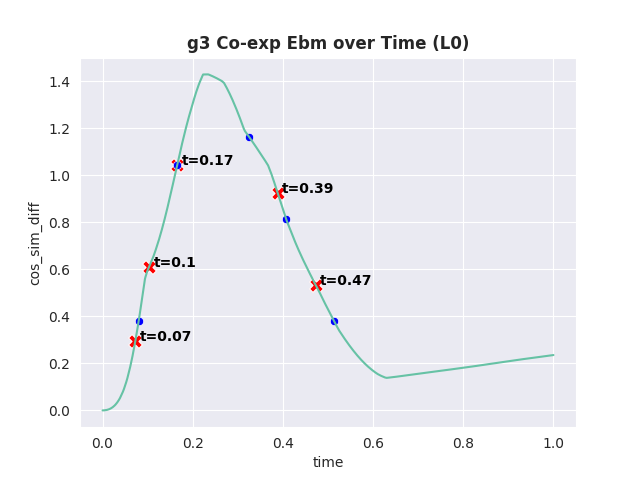 g3 Co-exp Ebm over Time (L0)
cos_sim_diff
1.4
1.2
1.0
0.8
0.6
0.4
0.2
0.0
t=0.17
t=0.39
t=0.1
t=0.47
t=0.07
0.0 0.2 0.4 0.6 0.8 1.0
time